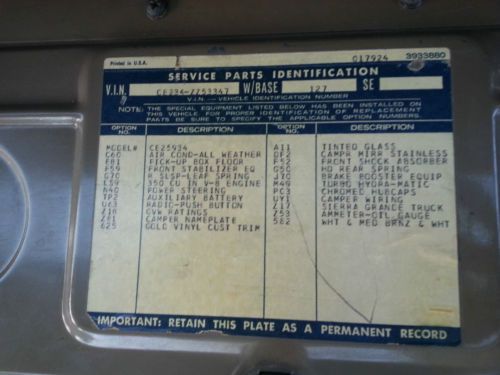 Printed in U.S.A. 017924 3933880
SERVICE PARTS IDENTIFICATION
V.I.N. CE234-Z753347 W/BASE 127 SE
V.I.N. — VEHICLE IDENTIFICATION NUMBER
NOTE: THE SPECIAL EQUIPMENT LISTED BELOW HAS BEEN INSTALLED ON
THIS VEHICLE. FOR PROPER IDENTIFICATION OF REPLACEMENT
PARTS BE SURE TO SPECIFY THE APPLICABLE OPTION NUMBER.
OPTION NO. DESCRIPTION OPTION NO. DESCRIPTION
MODEL# CE25934 A11 TINTED GLASS
C60 AIR COND-ALL WEATHER DF2 CAMPER MIRR STAINLESS
E81 PICK-UP BOX FLOOR F52 FRONT SHOCK ABSORBER
F59 FRONT STABILIZER EQ G50 HD REAR SPRING
G70 R.SUSP-LEAF SPRING J70 BRAKE BOOSTER EQUIP
LS9 350 CU IN V-8 ENGINE M49 TURBO HYDRA-MATIC
N40 POWER STEERING PC3 CHROMED HUBCAPS
TP2 AUXILIARY BATTERY UY1 CAMPER WIRING
U63 RADIO-PUSH BUTTON Z17 SIERRA GRANDE TRUCK
Z18 GVW RATINGS Z53 AMMETER-OIL GAUGE
Z81 CAMPER NAMEPLATE 582 WHT & MED BRNZ & WHT
625 GOLD VINYL CUST TRIM
IMPORTANT: RETAIN THIS PLATE AS A PERMANENT RECORD